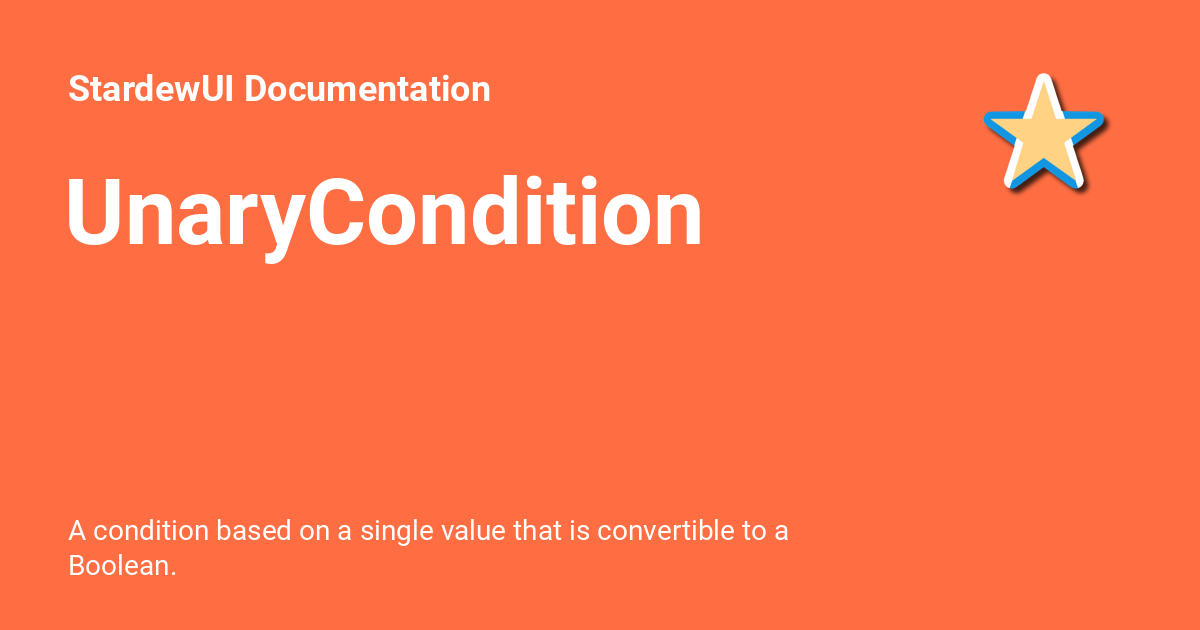 StardewUI Documentation
UnaryCondition
A condition based on a single value that is convertible to a
Boolean.